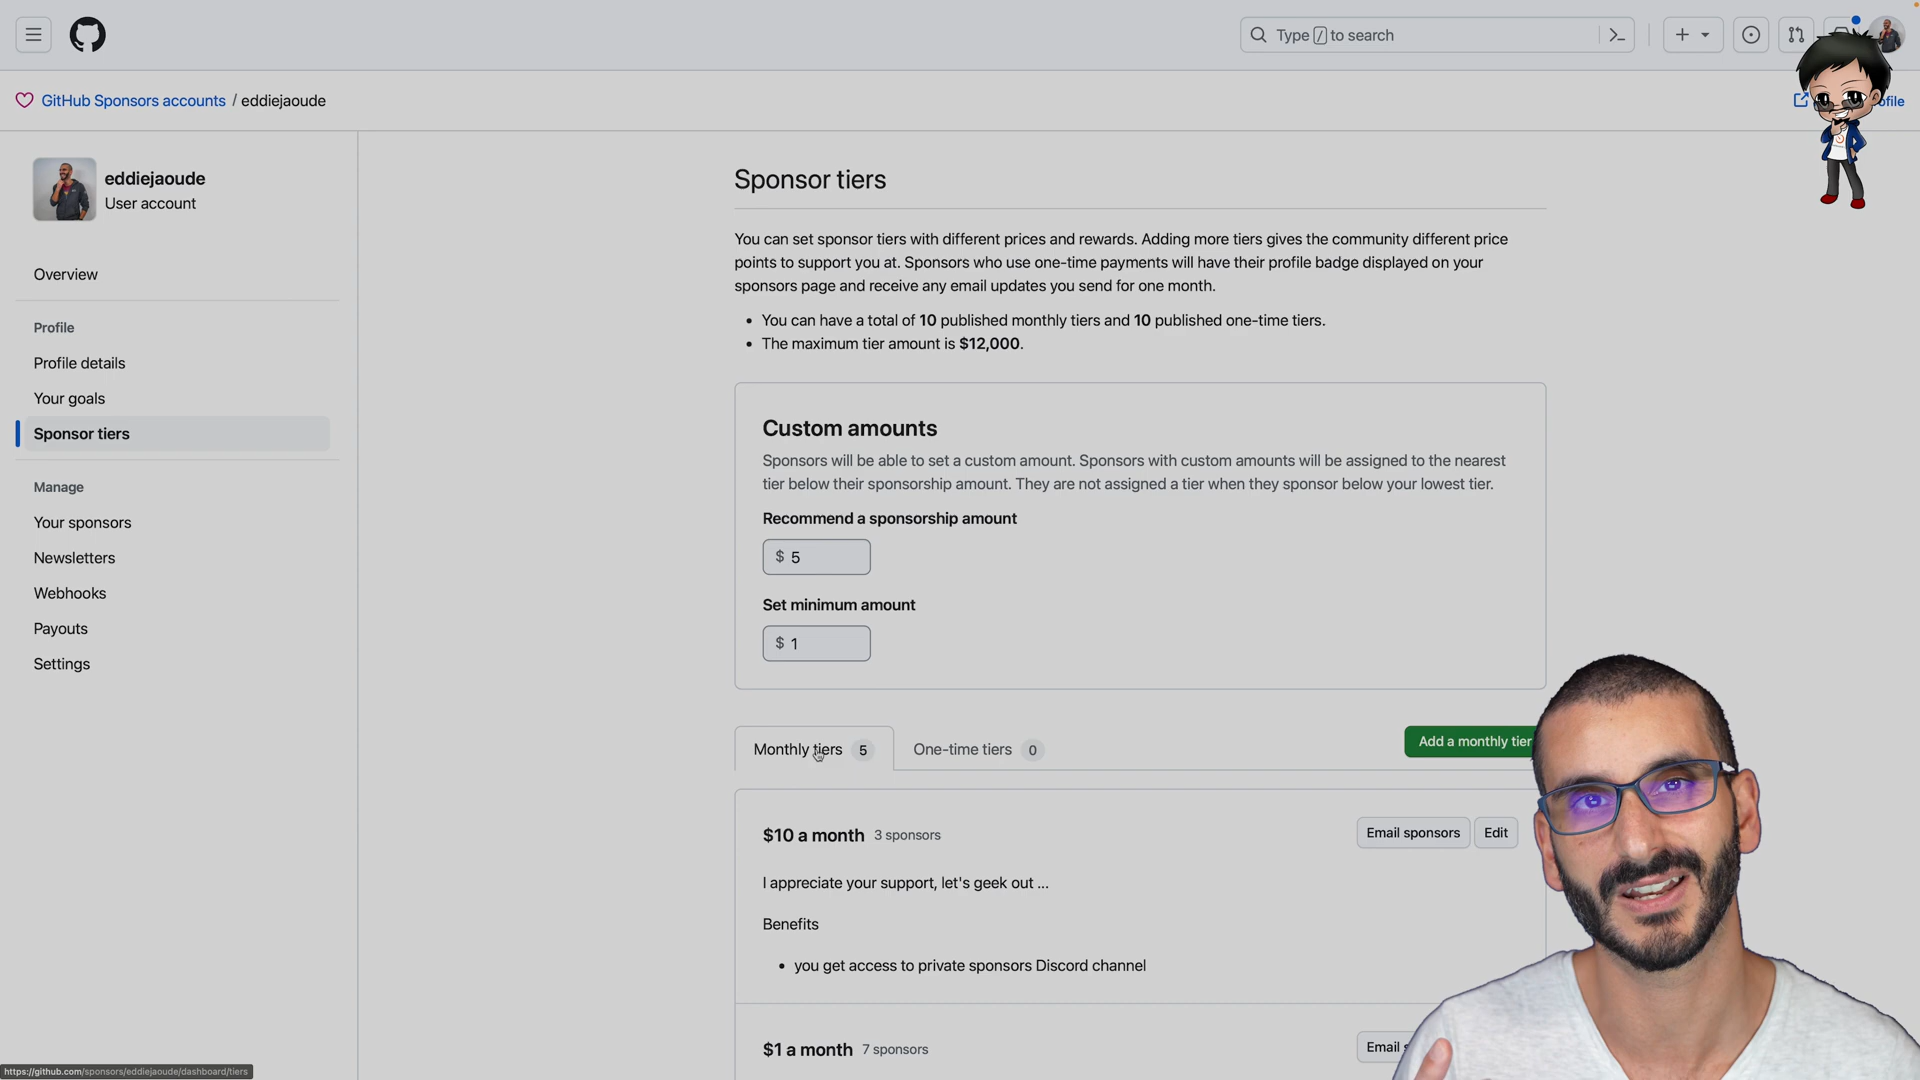 Type / to search
GitHub Sponsors accounts / eddiejaoude
ofile
eddiejaoude
User account
Overview
Profile
Profile details
Your goals
Sponsor tiers
Manage
Your sponsors
Newsletters
Webhooks
Payouts
Settings
Sponsor tiers
You can set sponsor tiers with different prices and rewards. Adding more tiers gives the community different price
points to support you at. Sponsors who use one-time payments will have their profile badge displayed on your
sponsors page and receive any email updates you send for one month.
• You can have a total of 10 published monthly tiers and 10 published one-time tiers.
• The maximum tier amount is $12,000.
Custom amounts
Sponsors will be able to set a custom amount. Sponsors with custom amounts will be assigned to the nearest
tier below their sponsorship amount. They are not assigned a tier when they sponsor below your lowest tier.
Recommend a sponsorship amount
$ 5
Set minimum amount
$ 1
Monthly tiers 5 One-time tiers 0 Add a monthly tier
$10 a month 3 sponsors Email sponsors Edit
I appreciate your support, let's geek out ...
Benefits
• you get access to private sponsors Discord channel
$1 a month 7 sponsors Email s
https://github.com/sponsors/eddiejaoude/dashboard/tiers